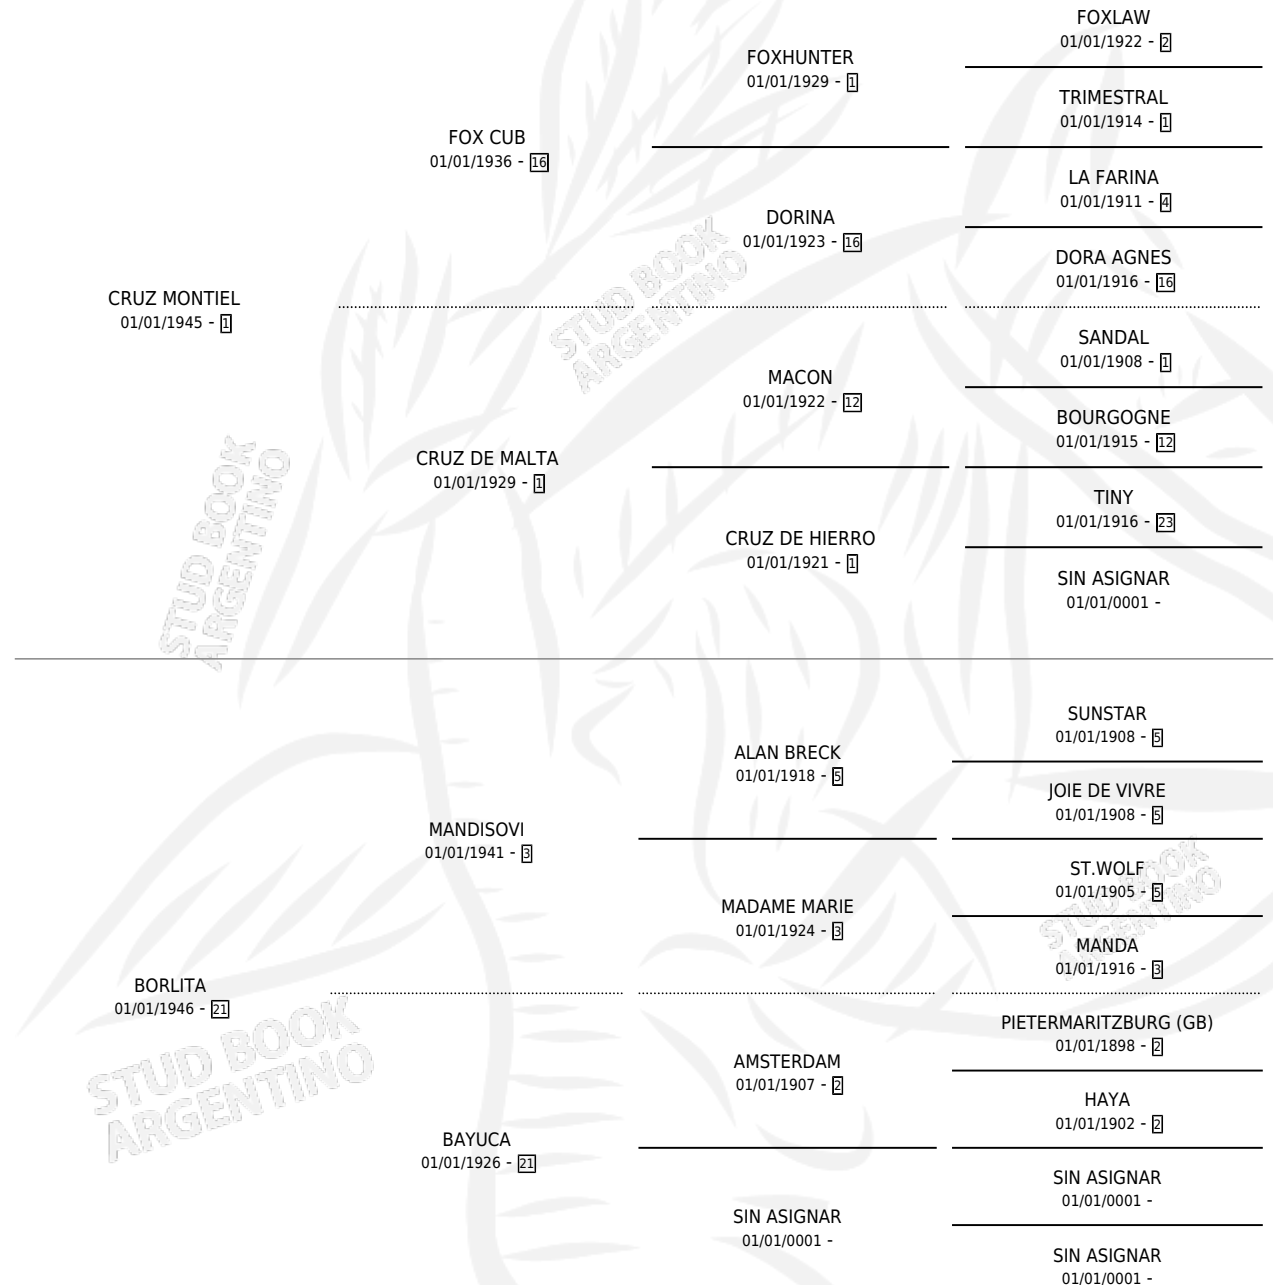 FOXLAW
01/01/1922 - 2
FOXHUNTER
01/01/1929 - 1
TRIMESTRAL
01/01/1914 - 1
FOX CUB
01/01/1936 - 16
LA FARINA
01/01/1911 - 4
DORINA
01/01/1923 - 16
DORA AGNES
01/01/1916 - 16
CRUZ MONTIEL
01/01/1945 - 1
SANDAL
01/01/1908 - 1
MACON
01/01/1922 - 12
BOURGOGNE
01/01/1915 - 12
CRUZ DE MALTA
01/01/1929 - 1
TINY
01/01/1916 - 23
CRUZ DE HIERRO
01/01/1921 - 1
SIN ASIGNAR
01/01/0001 -
STUD BOOK
ARGENTINO
STUD BOOK
ARGENTINO
SUNSTAR
01/01/1908 - 5
ALAN BRECK
01/01/1918 - 5
JOIE DE VIVRE
01/01/1908 - 5
MANDISOVI
01/01/1941 - 3
ST.WOLF
01/01/1905 - 5
MADAME MARIE
01/01/1924 - 3
MANDA
01/01/1916 - 3
BORLITA
01/01/1946 - 21
PIETERMARITZBURG (GB)
01/01/1898 - 2
AMSTERDAM
01/01/1907 - 2
HAYA
01/01/1902 - 2
BAYUCA
01/01/1926 - 21
SIN ASIGNAR
01/01/0001 -
SIN ASIGNAR
01/01/0001 -
SIN ASIGNAR
01/01/0001 -
STUD BOOK
ARGENTINO
STUD BOOK
ARGENTINO